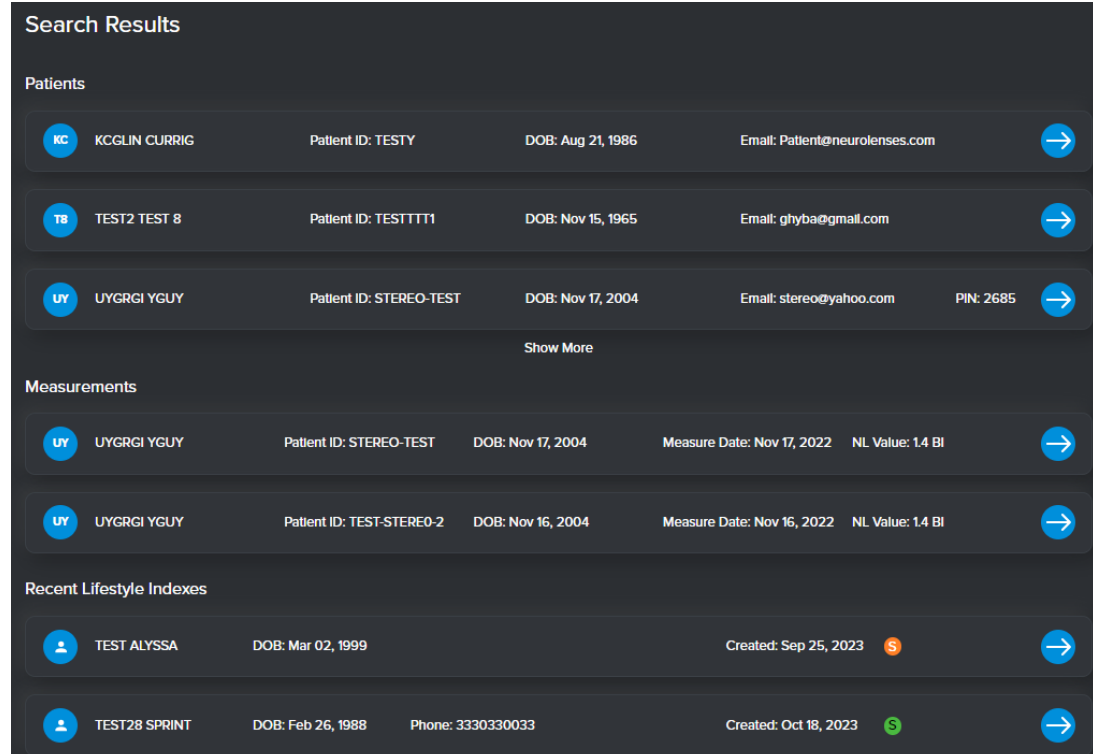 Search Results
Patients
KC KCGLIN CURRIG Patient ID: TESTY DOB: Aug 21, 1986 Email: Patient@neurolenses.com
T8 TEST2 TEST 8 Patient ID: TESTTTT1 DOB: Nov 15, 1965 Email: ghyba@gmail.com
UY UYGRGI YGUY Patient ID: STEREO-TEST DOB: Nov 17, 2004 Email: stereo@yahoo.com PIN: 2685
Show More
Measurements
UY UYGRGI YGUY Patient ID: STEREO-TEST DOB: Nov 17, 2004 Measure Date: Nov 17, 2022 NL Value: 1.4 BI
UY UYGRGI YGUY Patient ID: TEST-STERE0-2 DOB: Nov 16, 2004 Measure Date: Nov 16, 2022 NL Value: 1.4 BI
Recent Lifestyle Indexes
TEST ALYSSA DOB: Mar 02, 1999 Created: Sep 25, 2023 S
TEST28 SPRINT DOB: Feb 26, 1988 Phone: 3330330033 Created: Oct 18, 2023 S